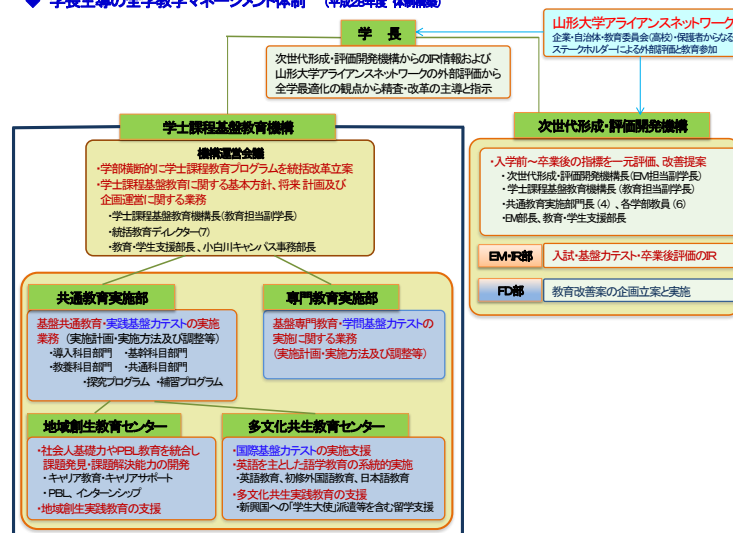 ◆ 学長主導の全学教学マネージメント体制 (平成28年度 体制構築)
学 長
次世代形成・評価開発機構からのIR情報および
山形大学アライアンスネットワークの外部評価から
全学最適化の観点から精査・改革の主導と指示
山形大学アライアンスネットワーク
企業・自治体・教育委員会(高校)・保護者からなる
ステークホルダーによる外部評価と教育参加
学士課程基盤教育機構
機構運営会議
・学部横断的に学士課程教育プログラムを統括改革立案
・学士課程基盤教育に関する基本方針、将来計画及び
企画運営に関する業務
・学士課程基盤教育機構長(教育担当副学長)
・統括教育ディレクター(7)
・教育・学生支援部長、小白川キャンパス事務部長
次世代形成・評価開発機構
・入学前～卒業後の指標を一元評価、改善提案
・次世代形成・評価開発機構長(EM担当副学長)
・学士課程基盤教育機構長(教育担当副学長)
・共通教育実施部門長(4)、各学部教員(6)
・EM部長、教育・学生支援部長
EM・IR部
入試・基盤力テスト・卒業後評価のIR
FD部
教育改善案の企画立案と実施
共通教育実施部
基盤共通教育・実践基盤力テストの実施
業務(実施計画・実施方法及び調整等)
・導入科目部門 ・基幹科目部門
・教養科目部門 ・共通科目部門
・探究プログラム ・補習プログラム
専門教育実施部
基盤専門教育・学問基盤力テストの
実施に関する業務
(実施計画・実施方法及び調整等)
地域創生教育センター
・社会人基礎力やPBL教育を統合し
課題発見・課題解決能力の開発
・キャリア教育・キャリアサポート
・PBL、インターンシップ
・地域創生実践教育の支援
多文化共生教育センター
・国際基盤力テストの実施支援
・英語を主とした語学教育の系統的実施
・英語教育、初修外国語教育、日本語教育
・多文化共生実践教育の支援
・新興国への「学生大使」派遣等を含む留学支援